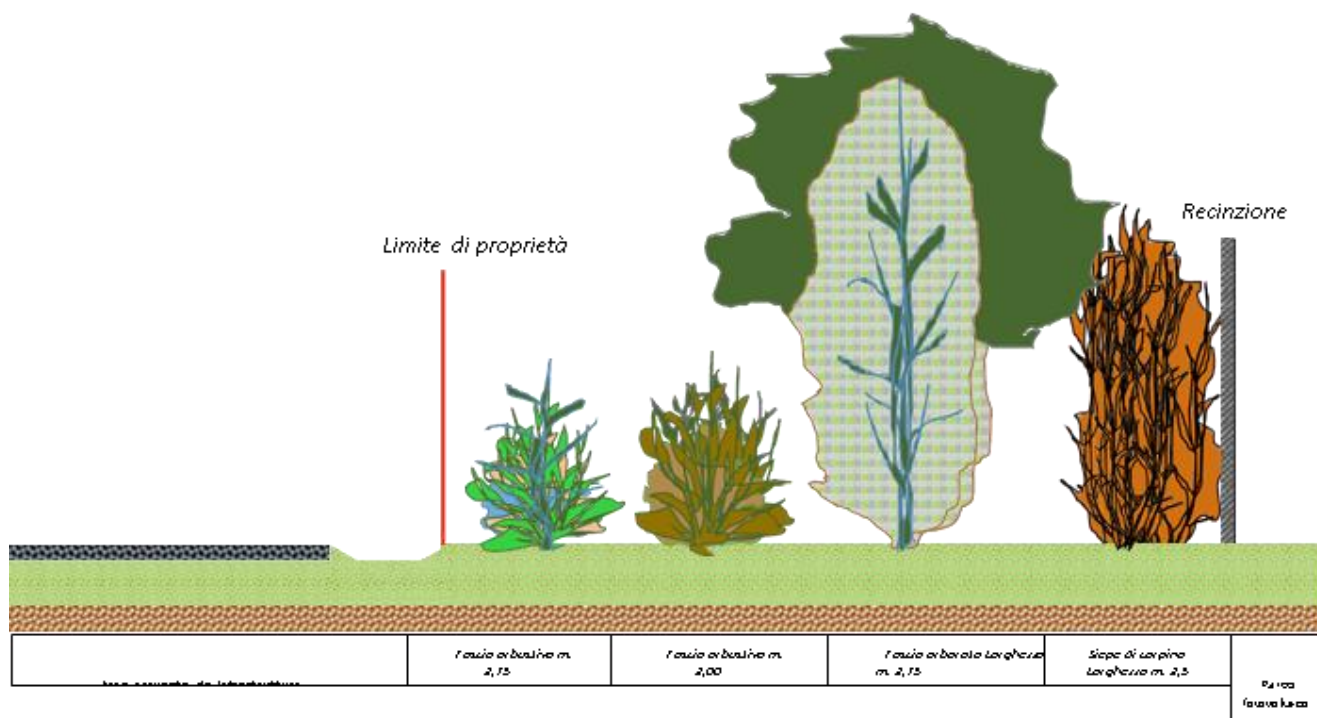 Recinzione
Limite di proprietà
Fascia arbustiva m.
2,75
Fascia arbustiva m.
2,00
Fascia arborata Larghezza
m. 2,75
Siepe di carpino
Larghezza m. 2,5
Parco
fotovoltaico